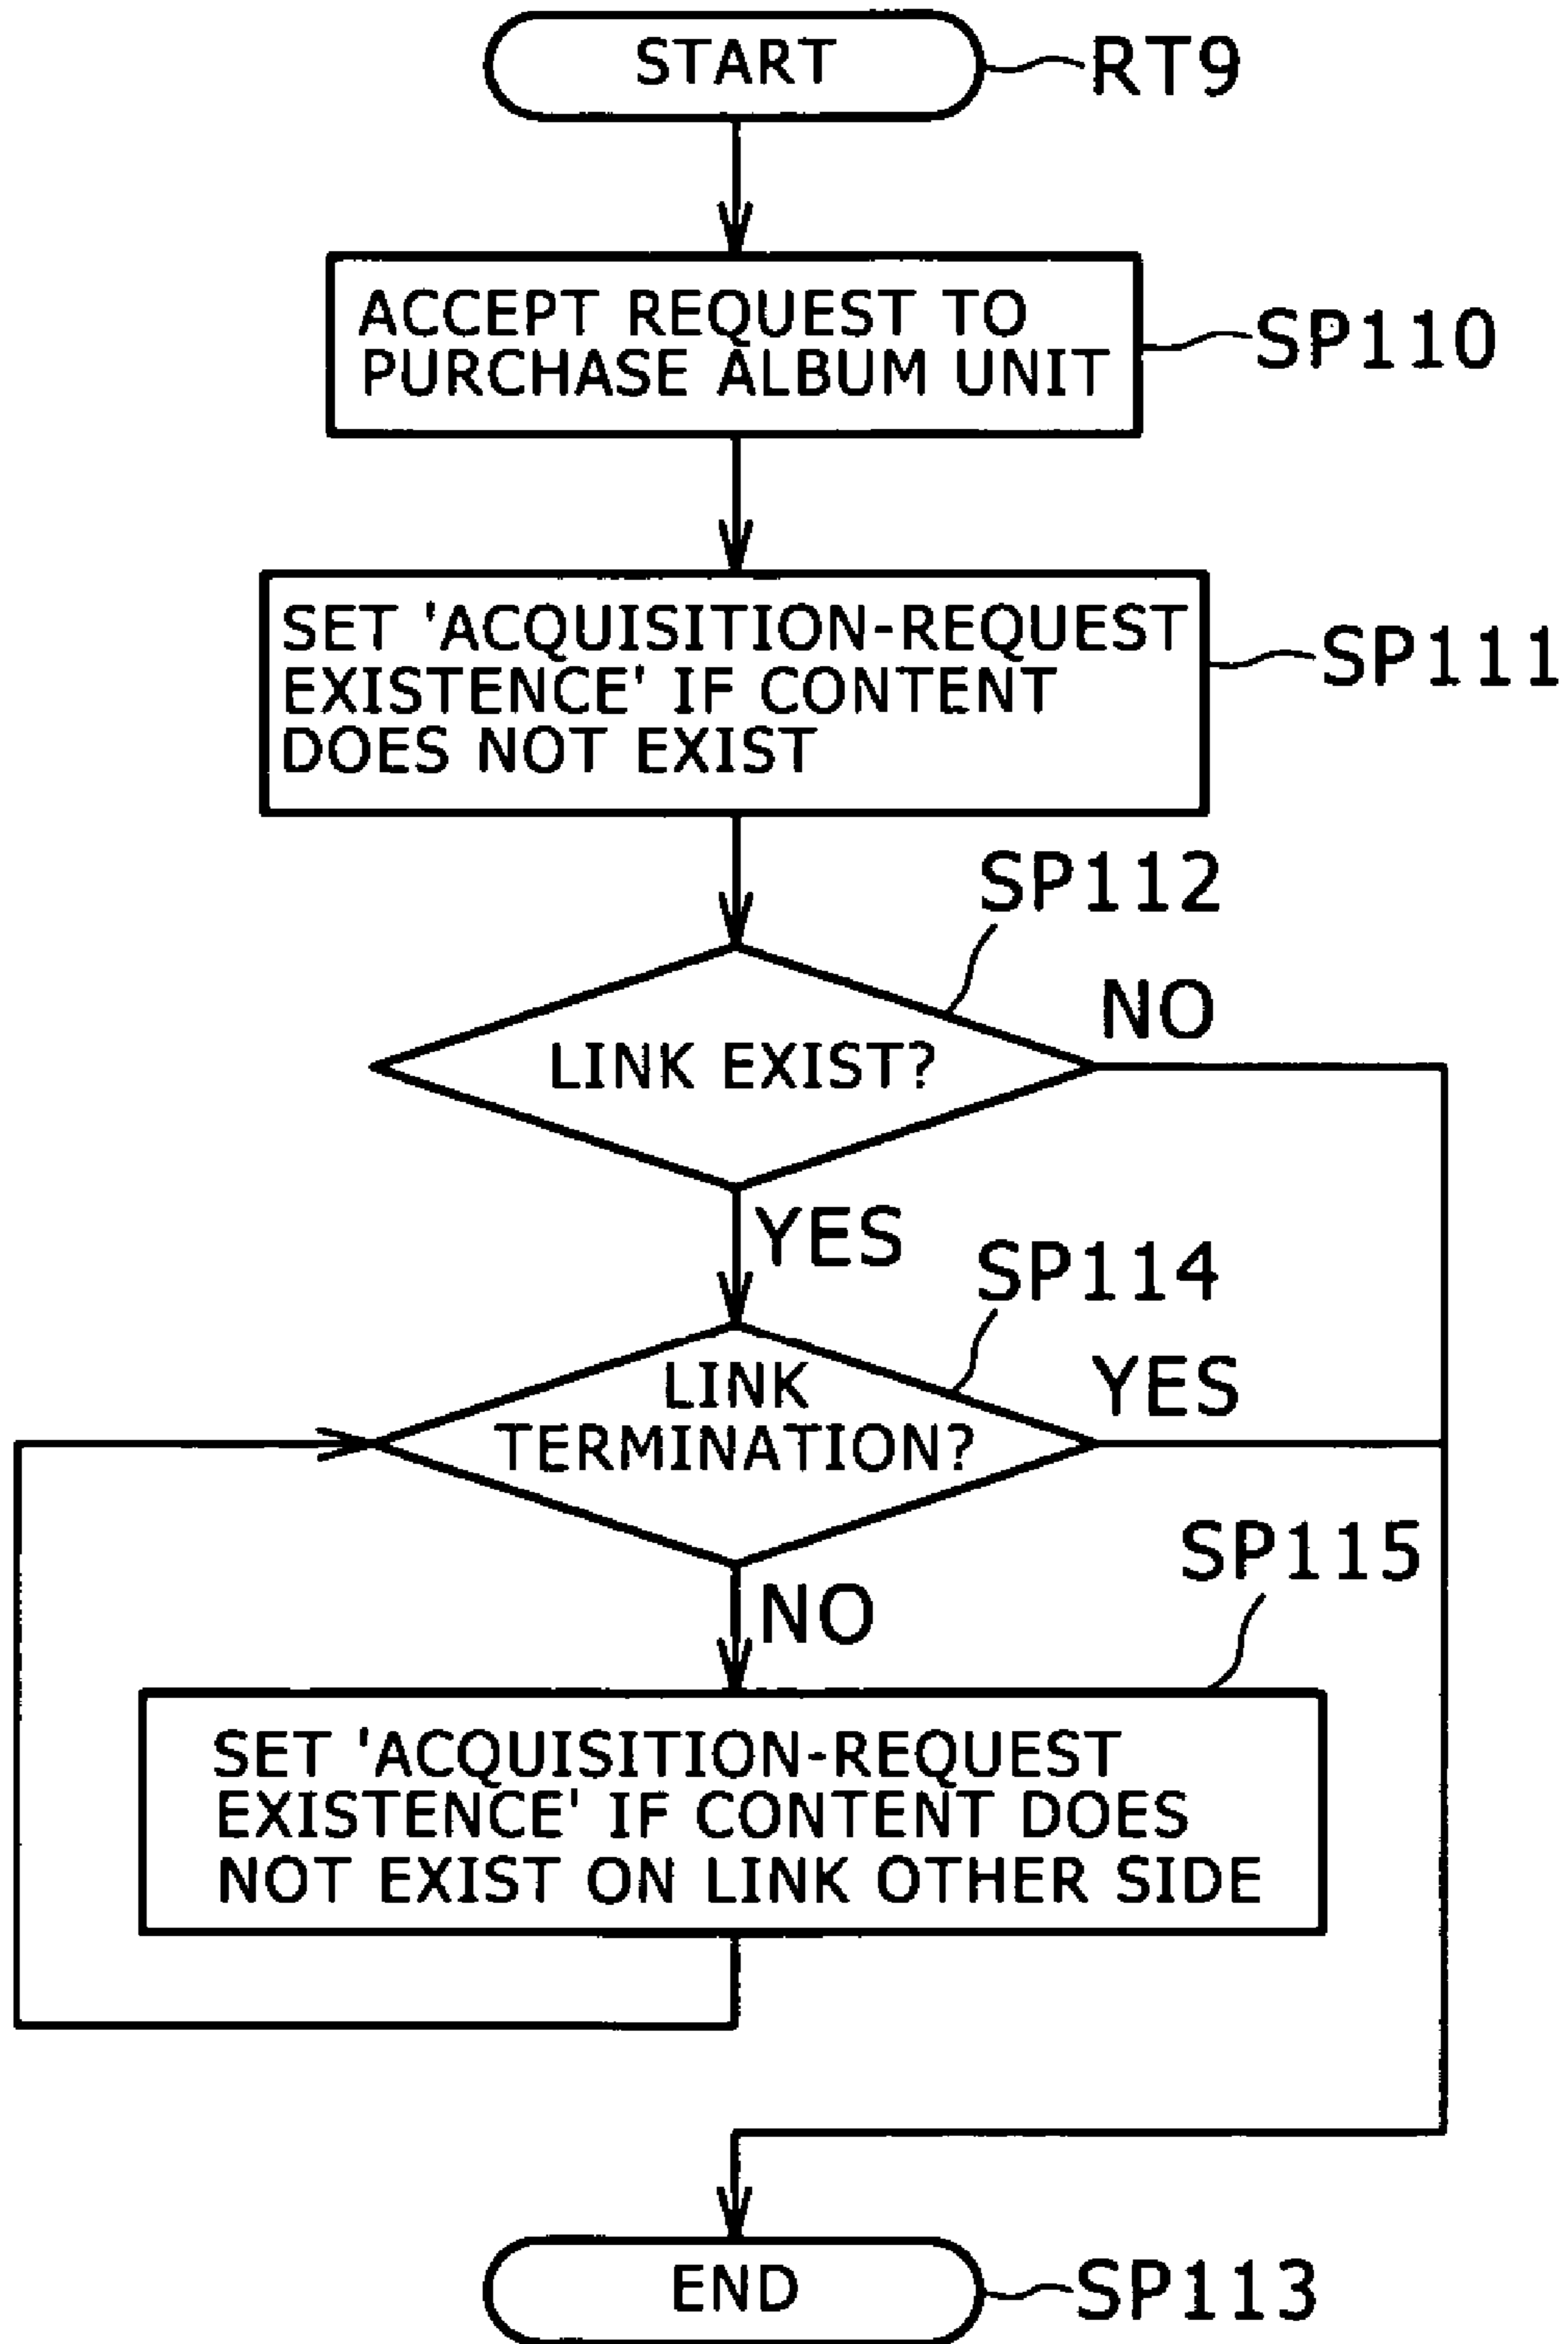 START
RT9
ACCEPT REQUEST TO
PURCHASE ALBUM UNIT
SP110
SET 'ACQUISITION-REQUEST
EXISTENCE' IF CONTENT
DOES NOT EXIST
SP111
SP112
NO
LINK EXIST?
YES
SP114
LINK
TERMINATION?
YES
SP115
NO
SET 'ACQUISITION-REQUEST
EXISTENCE' IF CONTENT DOES
NOT EXIST ON LINK OTHER SIDE
END
SP113